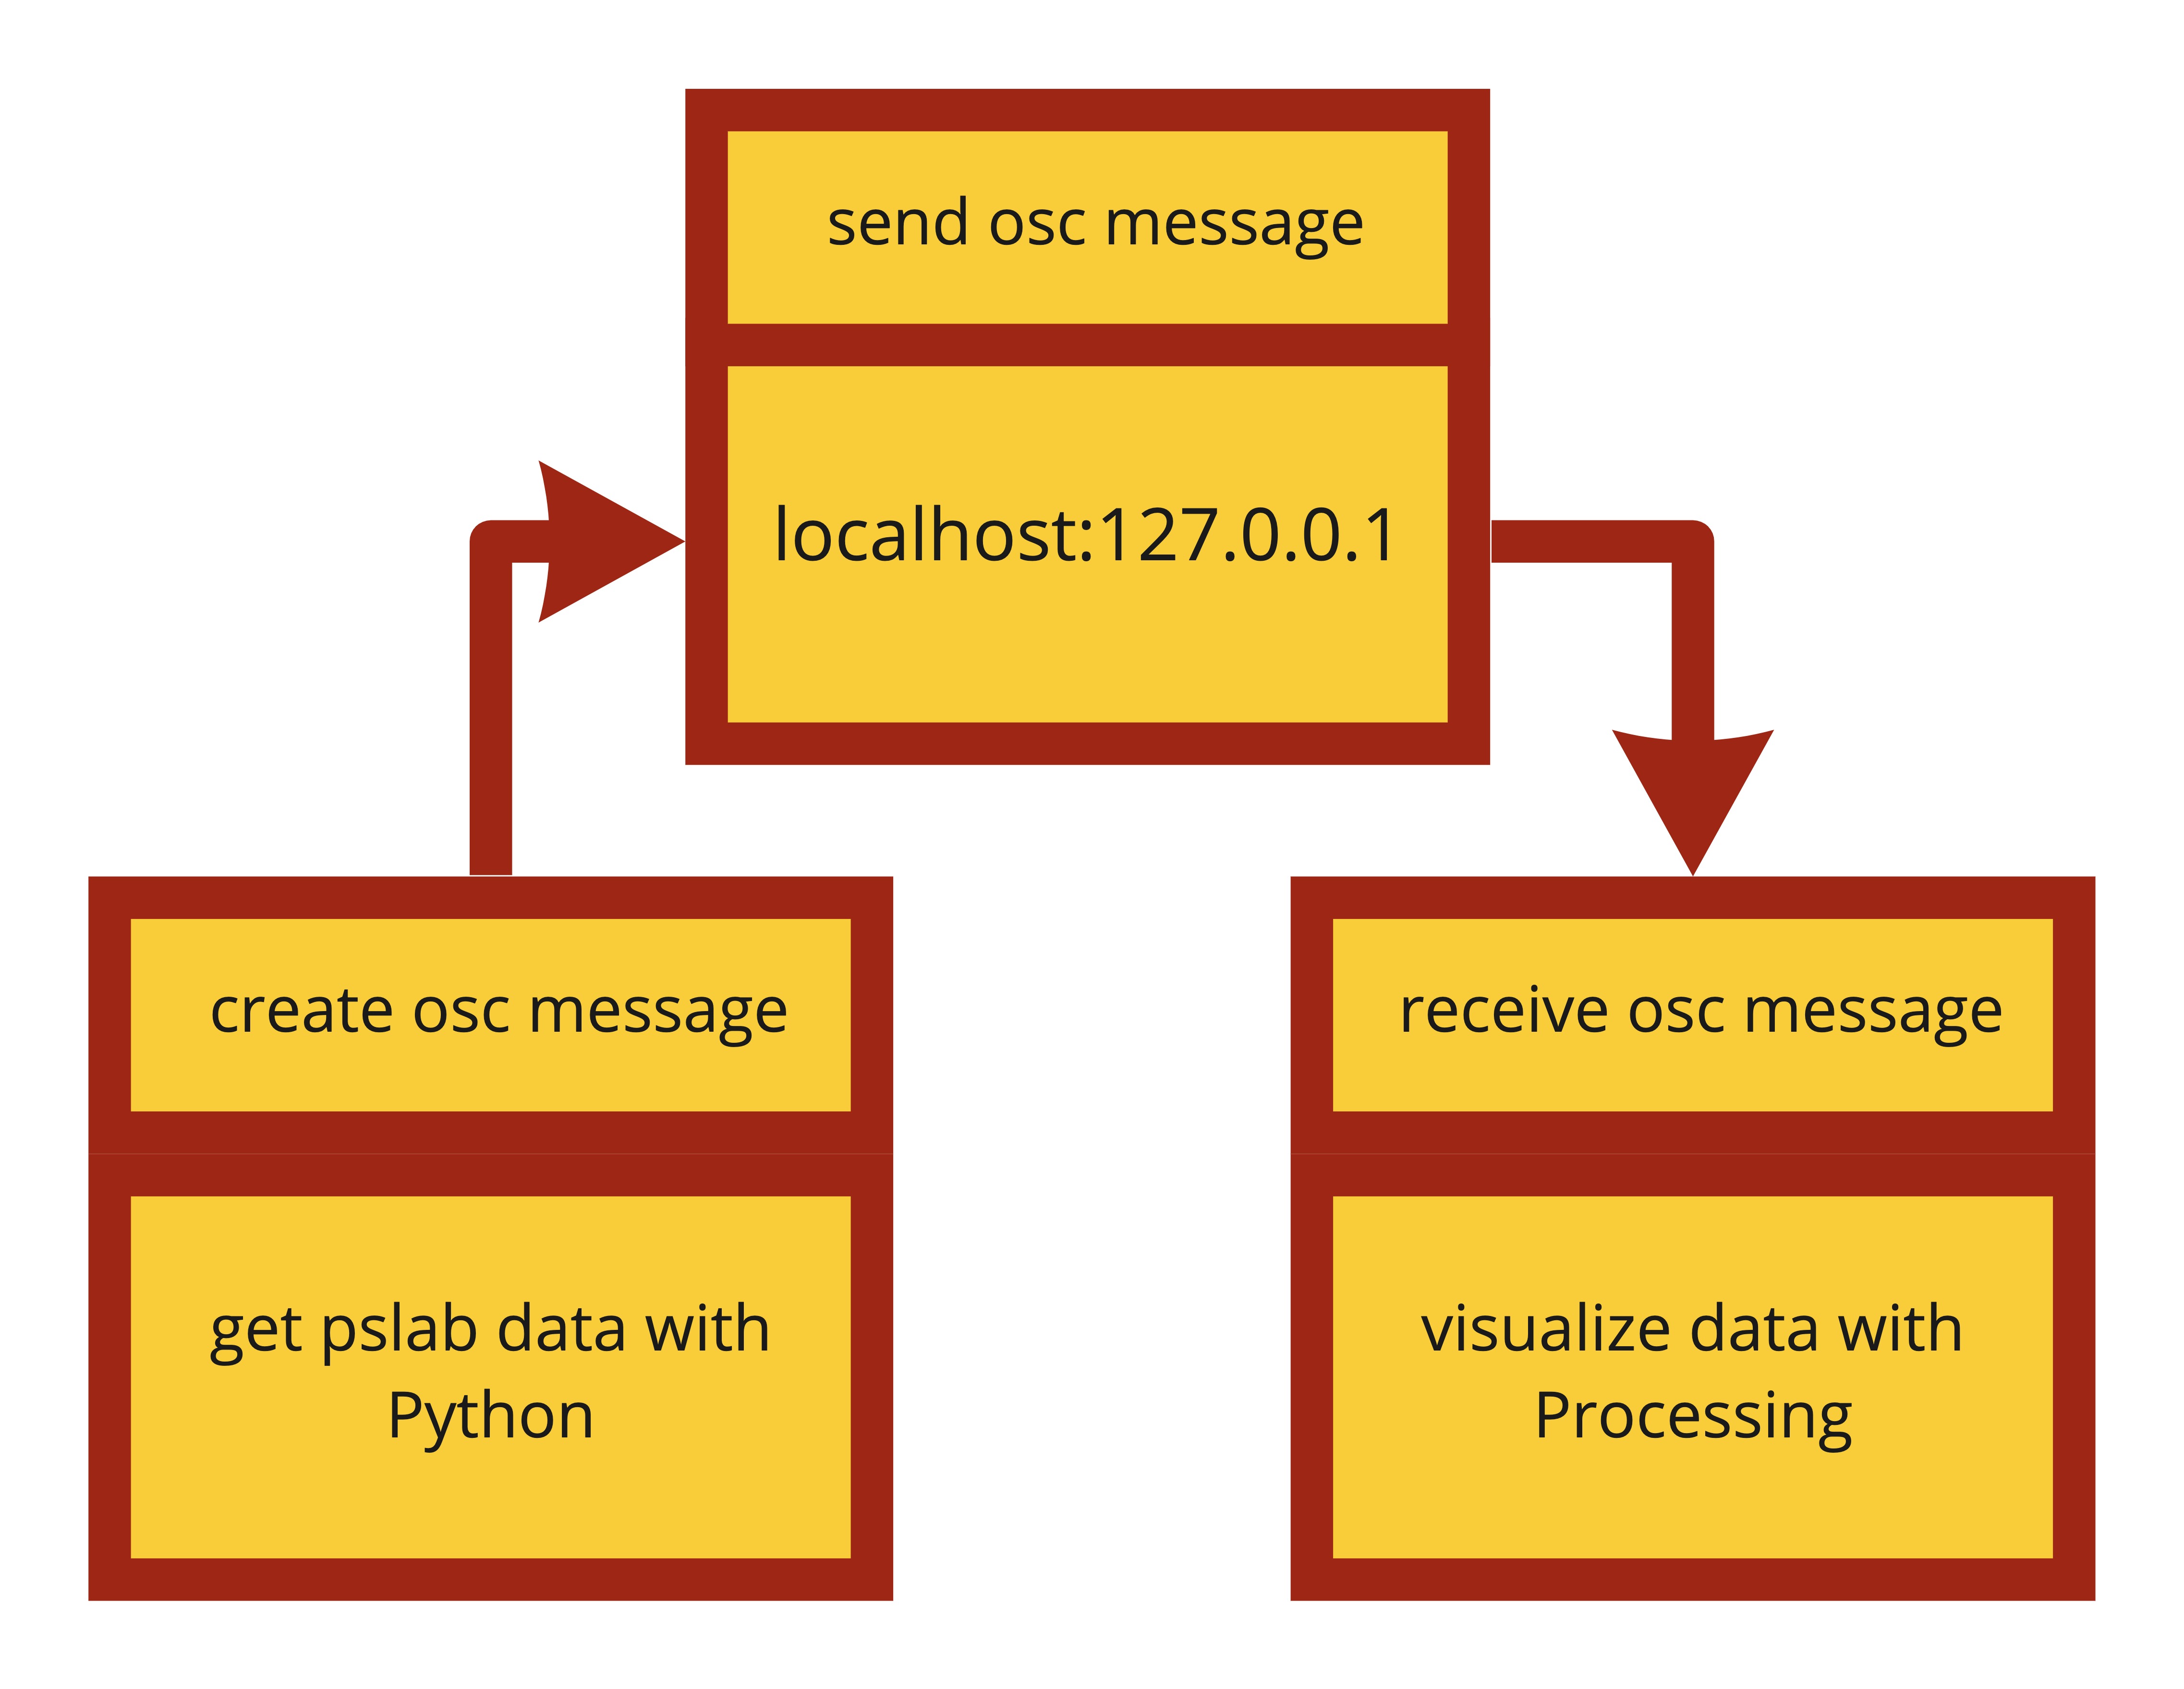 send osc message
localhost:127.0.0.1
create osc message
get pslab data with
Python
receive osc message
visualize data with
Processing